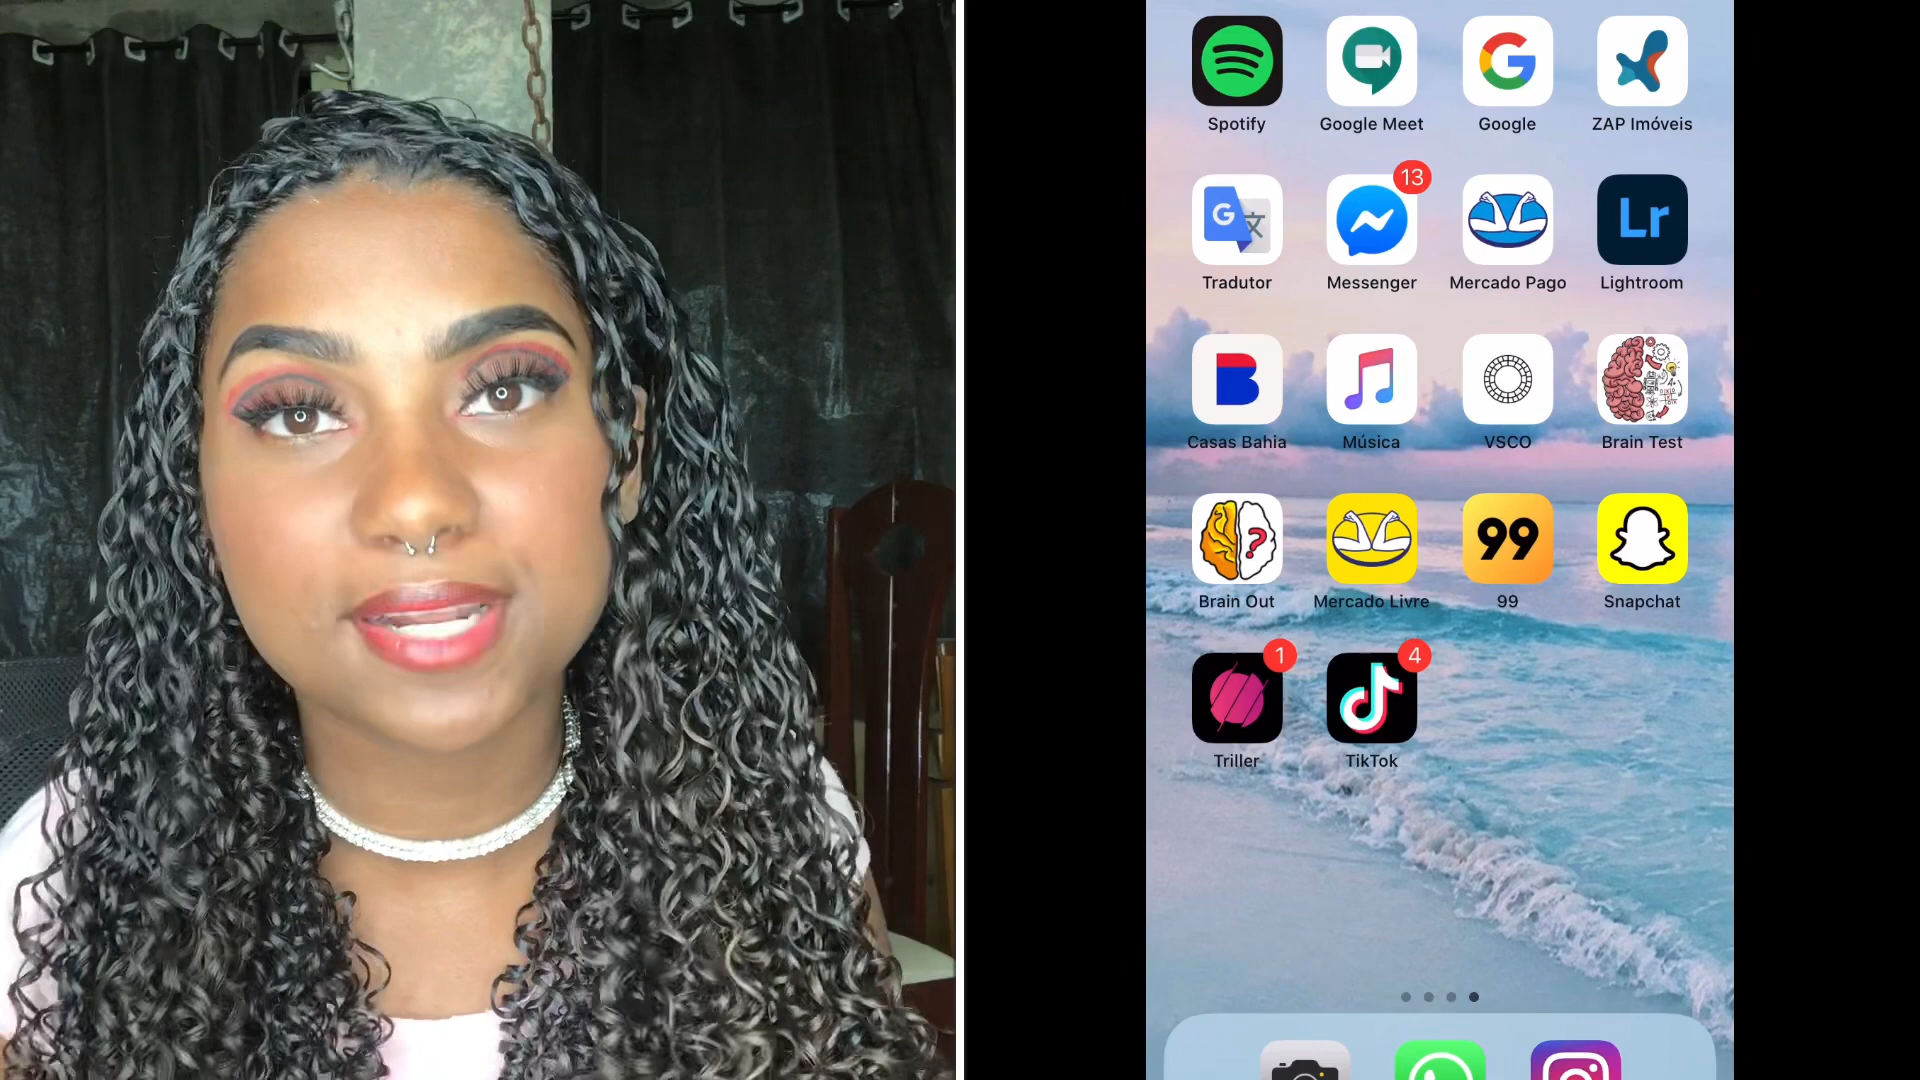 Spotify Google Meet Google ZAP Imóveis
13
Lr
Tradutor Messenger Mercado Pago Lightroom
Casas Bahia Música VSCO Brain Test
99
Brain Out Mercado Livre 99 Snapchat
1 4
Triller TikTok